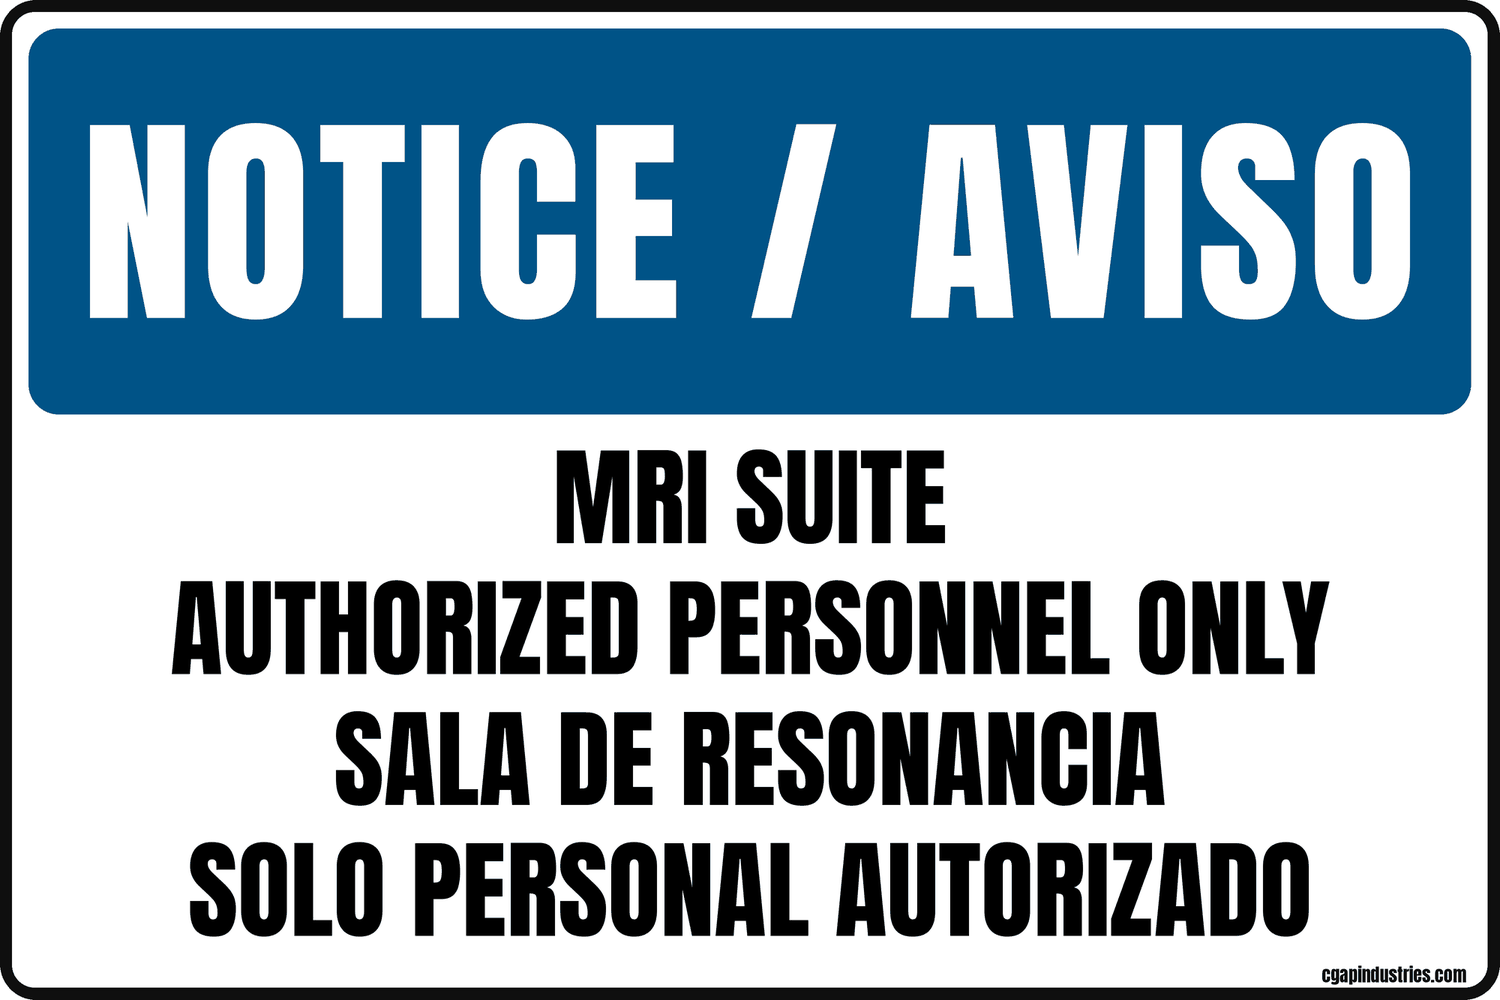 NOTICE / AVISO
MRI SUITE
AUTHORIZED PERSONNEL ONLY
SALA DE RESONANCIA
SOLO PERSONAL AUTORIZADO
cgapindustries.com